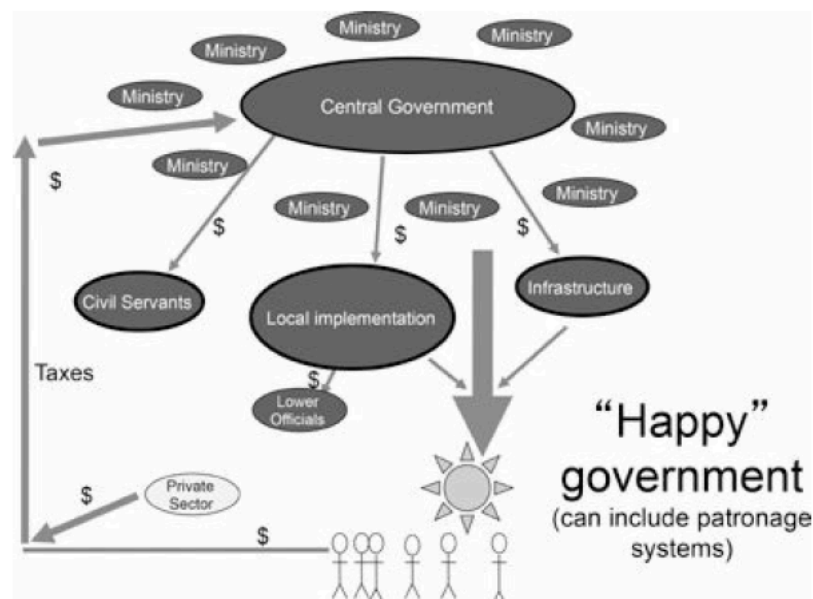 Ministry
Ministry
Ministry
Ministry
Central Government
Ministry
Ministry
Ministry
$
Ministry
Ministry
Ministry
$
$
$
Civil Servants
Local implementation
Infrastructure
Taxes
$
Lower
Officials
“Happy”
government
(can include patronage
systems)
Private
Sector
$
$